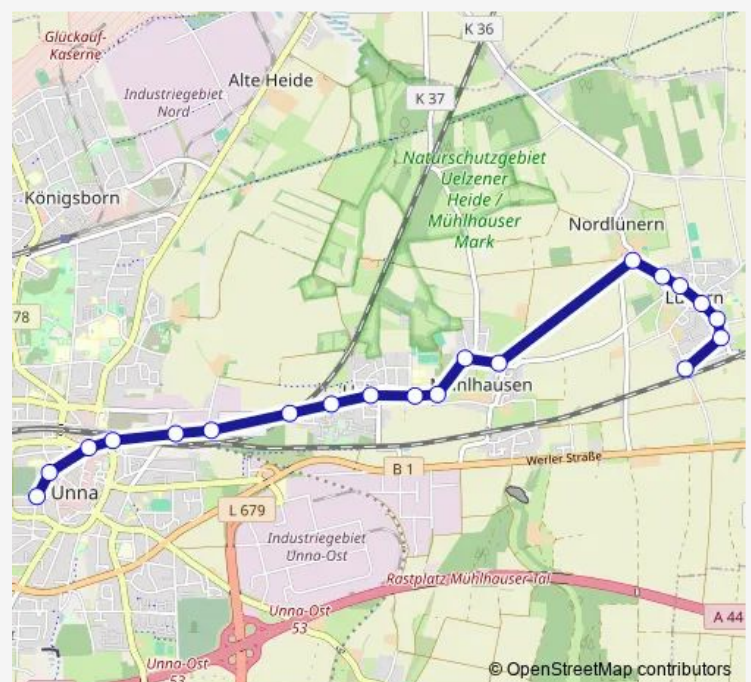 Glückauf-
Kaserne
K 36
Alte Heide
Industriegebiet
Nord
K 37
Naturschutzgebiet
Uelzener
Heide /
Mühlhauser
Mark
Königsborn
Nordlünern
78
Mühlhausen
B 1
Werler Straße
Unna
L 679
Industriegebiet
Unna-Ost
Rastplatz Mühlhauser Tal
Unna-Ost
53
A 44
Unna-Ost
53
© OpenStreetMap contributors